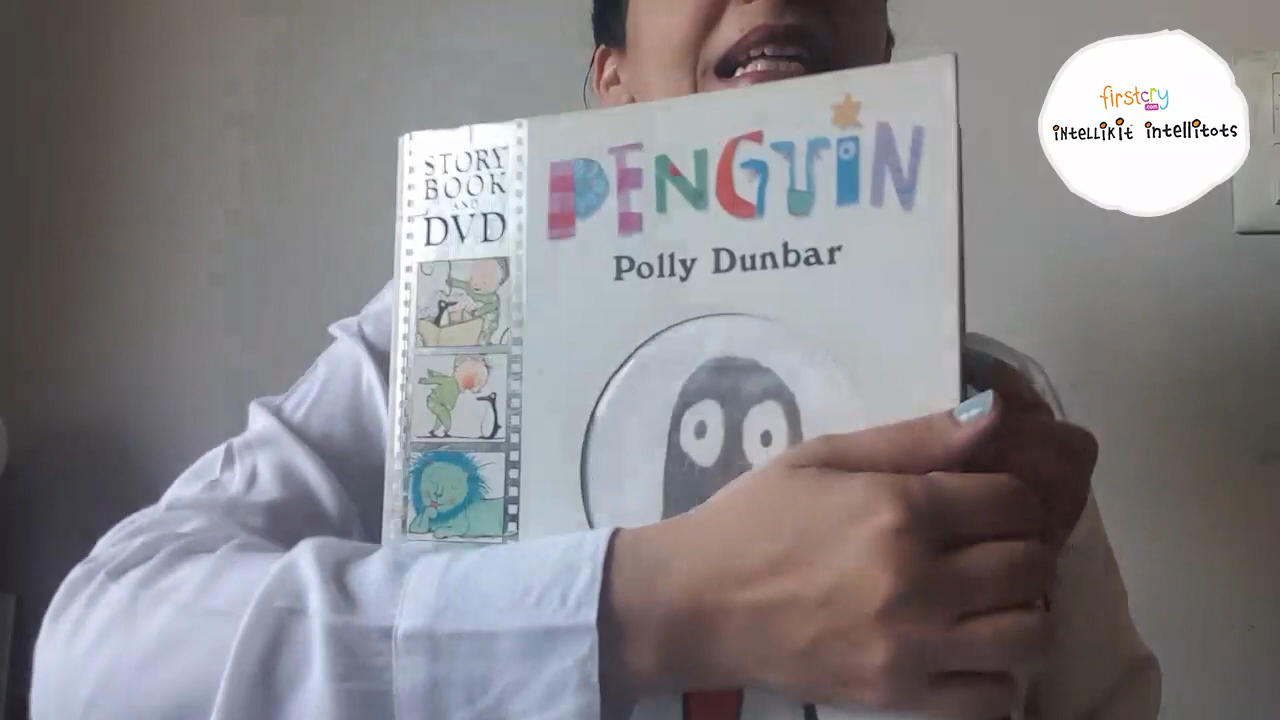 STORY
BOOK
AND
DVD
PENGUIN
Polly Dunbar
firstcry
.com
intellikit intellitots